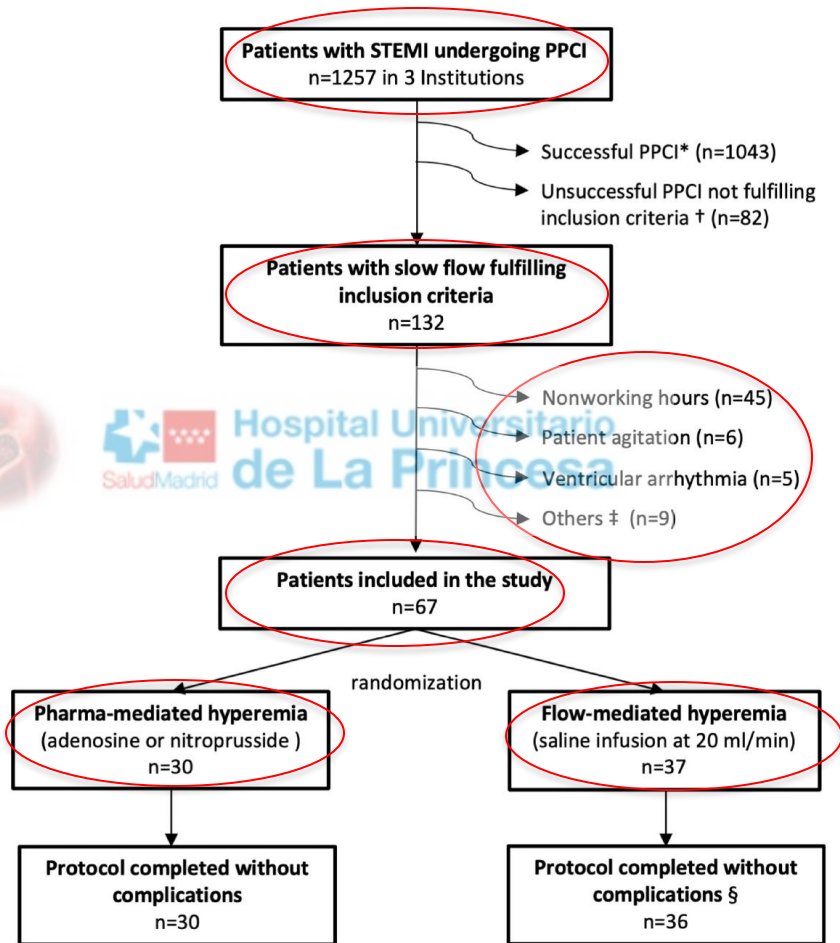 Patients with STEMI undergoing PPCI
n=1257 in 3 Institutions
Successful PPCI* (n=1043)
Unsuccessful PPCI not fulfilling
inclusion criteria † (n=82)
Patients with slow flow fulfilling
inclusion criteria
n=132
Nonworking hours (n=45)
Patient agitation (n=6)
Ventricular arrhythmia (n=5)
Others ‡ (n=9)
Hospital Universitario
de La Princesa
SaludMadrid
Patients included in the study
n=67
randomization
Pharma-mediated hyperemia
(adenosine or nitroprusside )
n=30
Flow-mediated hyperemia
(saline infusion at 20 ml/min)
n=37
Protocol completed without
complications
n=30
Protocol completed without
complications §
n=36